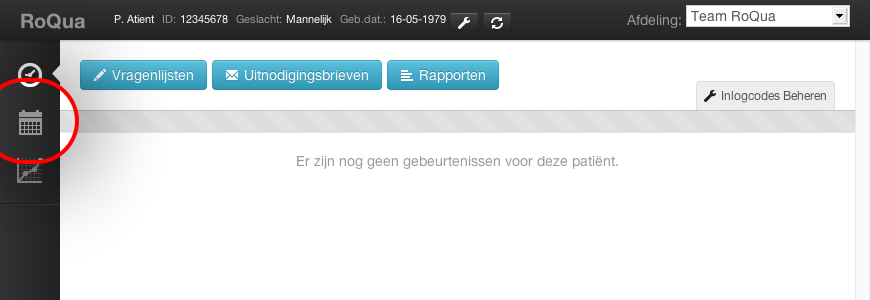 RoQua P. Atient ID: 12345678 Geslacht: Mannelijk Geb.dat.: 16-05-1979 Afdeling: Team RoQua
Vragenlijsten Uitnodigingsbrieven Rapporten
Inlogcodes Beheren
Er zijn nog geen gebeurtenissen voor deze patiënt.